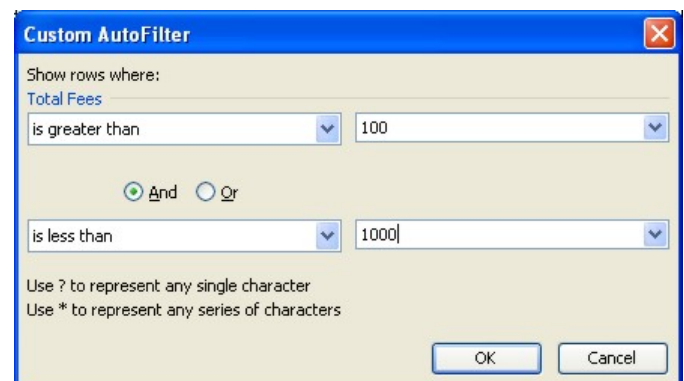 Custom AutoFilter
Show rows where:
Total Fees
is greater than 100
And Or
is less than 1000
Use ? to represent any single character
Use * to represent any series of characters
OK Cancel